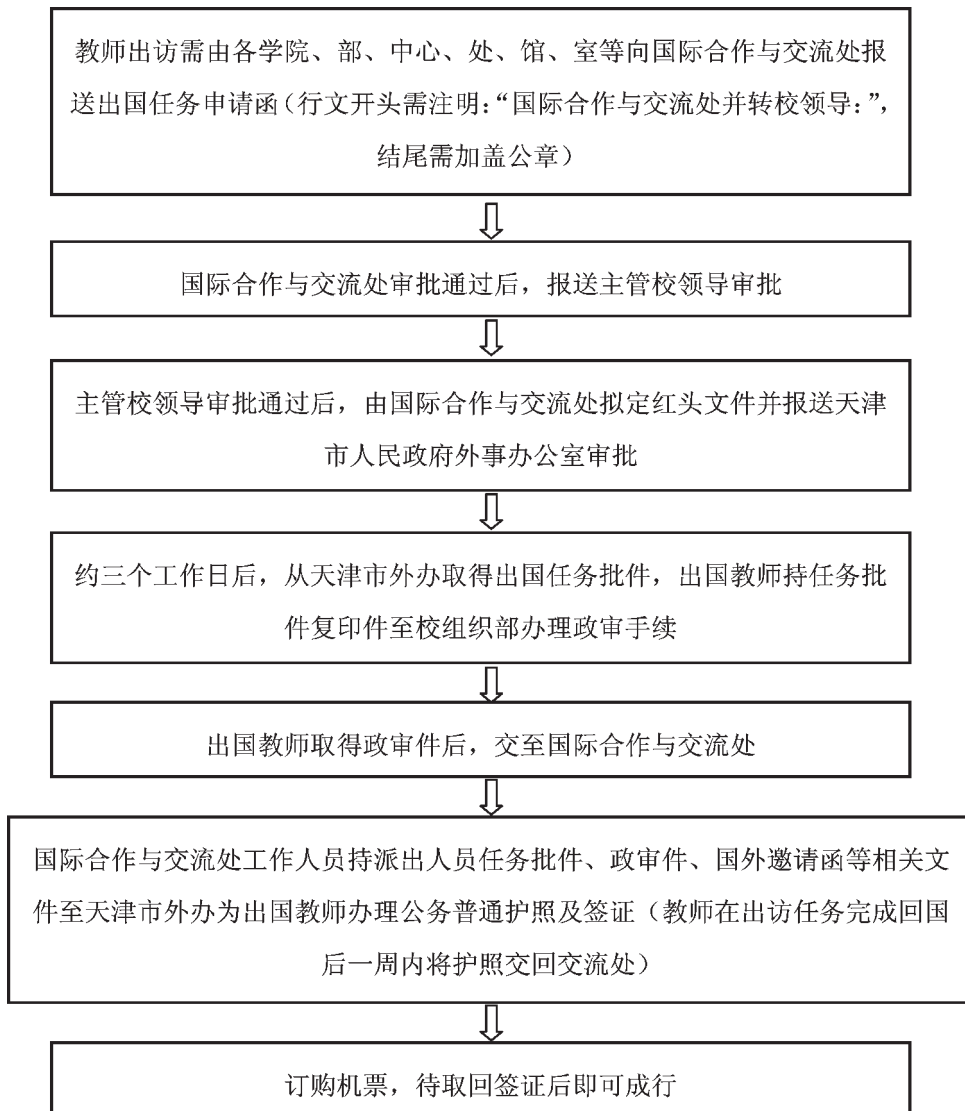 教师出访需由各学院、部、中心、处、馆、室等向国际合作与交流处报
送出国任务申请函（行文开头需注明：“国际合作与交流处并转校领导：”，
结尾需加盖公章）
国际合作与交流处审批通过后，报送主管校领导审批
主管校领导审批通过后，由国际合作与交流处拟定红头文件并报送天津
市人民政府外事办公室审批
约三个工作日后，从天津市外办取得出国任务批件，出国教师持任务批
件复印件至校组织部办理政审手续
出国教师取得政审件后，交至国际合作与交流处
国际合作与交流处工作人员持派出人员任务批件、政审件、国外邀请函等相关文
件至天津市外办为出国教师办理公务普通护照及签证（教师在出访任务完成回国
后一周内将护照交回交流处）
订购机票，待取回签证后即可成行